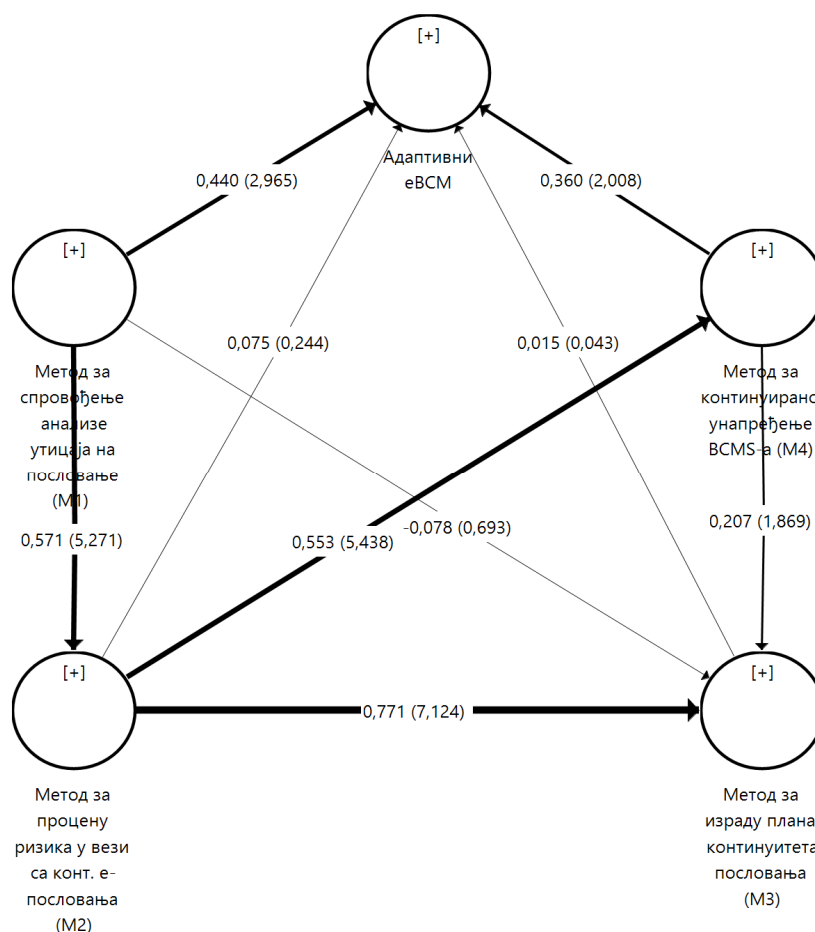 [+]
Адаптивни
eBCM
0,440 (2,965)
0,360 (2,008)
[+]
[+]
0,075 (0,244)
0,015 (0,043)
Метод за
спровођење
анализе
утицаја на
пословање
(M1)
Метод за
континуирано
унапређење
BCMS-а (M4)
0,571 (5,271)
0,553 (5,438)
-0,078 (0,693)
0,207 (1,869)
[+]
[+]
0,771 (7,124)
Метод за
процену
ризика у вези
са конт. е-
пословања
(M2)
Метод за
израду плана
континуитета
пословања
(M3)